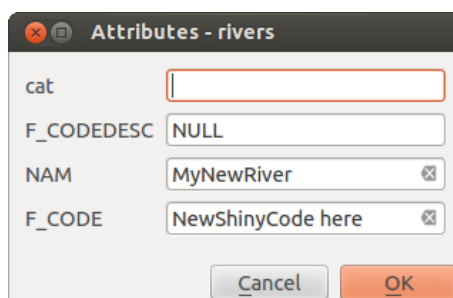 Attributes - rivers
cat
F_CODEDESC NULL
NAM MyNewRiver
F_CODE NewShinyCode here
Cancel OK